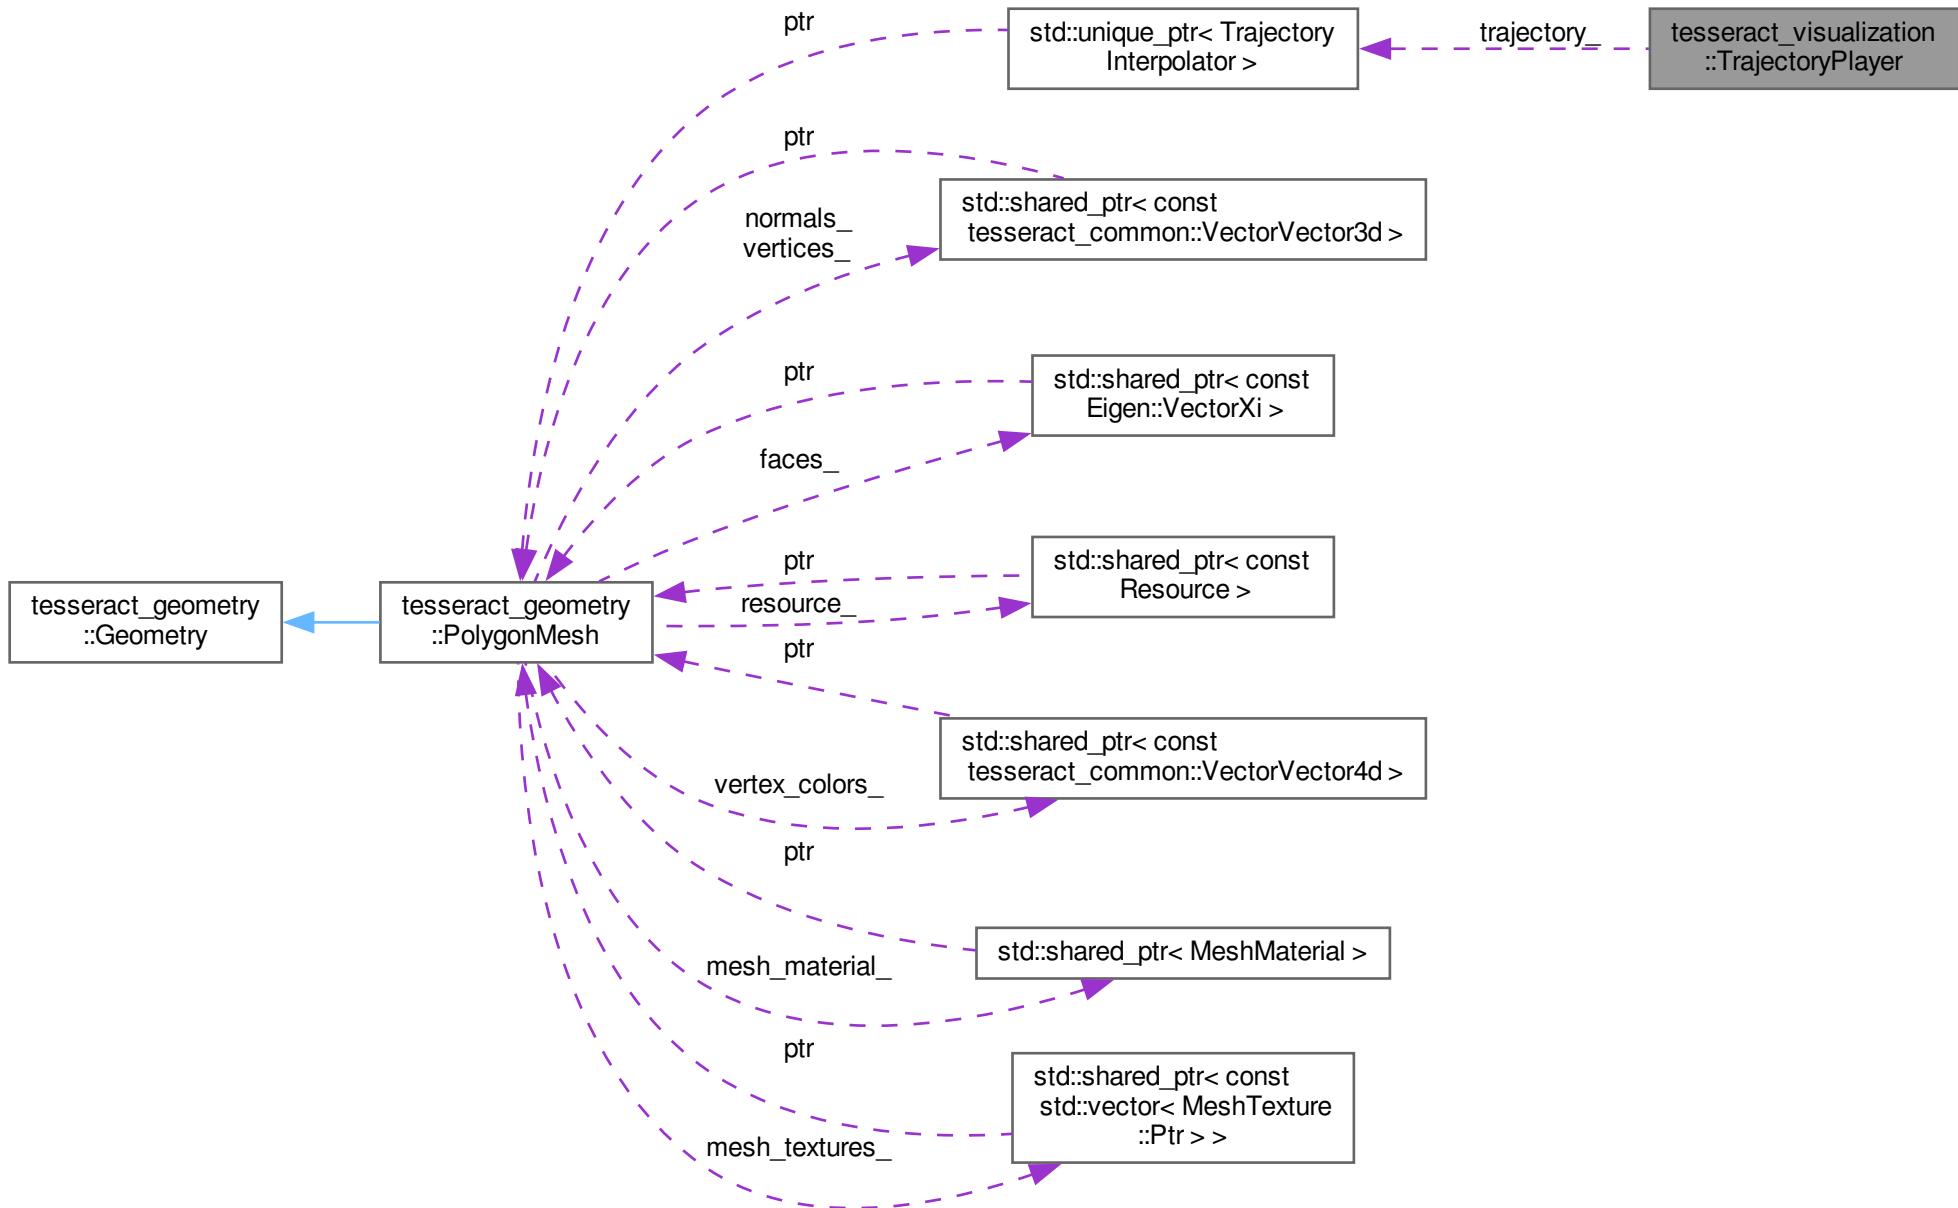 ptr
std::unique_ptr< Trajectory
Interpolator >
trajectory_
tesseract_visualization
::TrajectoryPlayer
ptr
std::shared_ptr< const
tesseract_common::VectorVector3d >
normals_
vertices_
ptr
std::shared_ptr< const
Eigen::VectorXi >
faces_
ptr
std::shared_ptr< const
Resource >
resource_
tesseract_geometry
::Geometry
tesseract_geometry
::PolygonMesh
ptr
std::shared_ptr< const
tesseract_common::VectorVector4d >
vertex_colors_
ptr
std::shared_ptr< MeshMaterial >
mesh_material_
ptr
std::shared_ptr< const
std::vector< MeshTexture
::Ptr > >
mesh_textures_